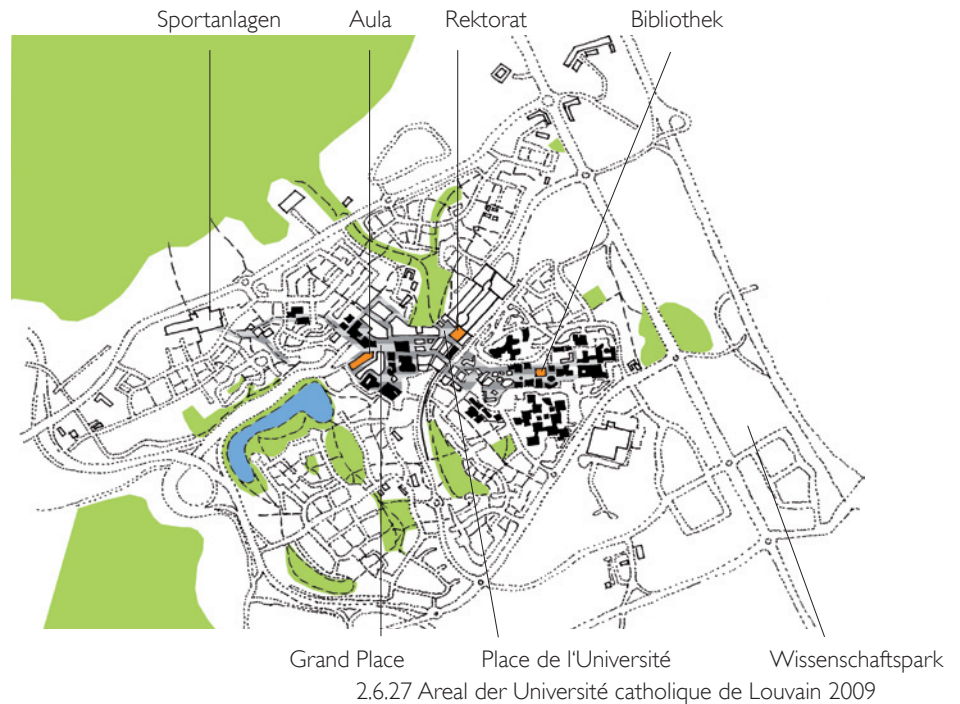 Sportanlagen Aula Rektorat Bibliothek
Grand Place Place de l'Université Wissenschaftspark
2.6.27 Areal der Université catholique de Louvain 2009